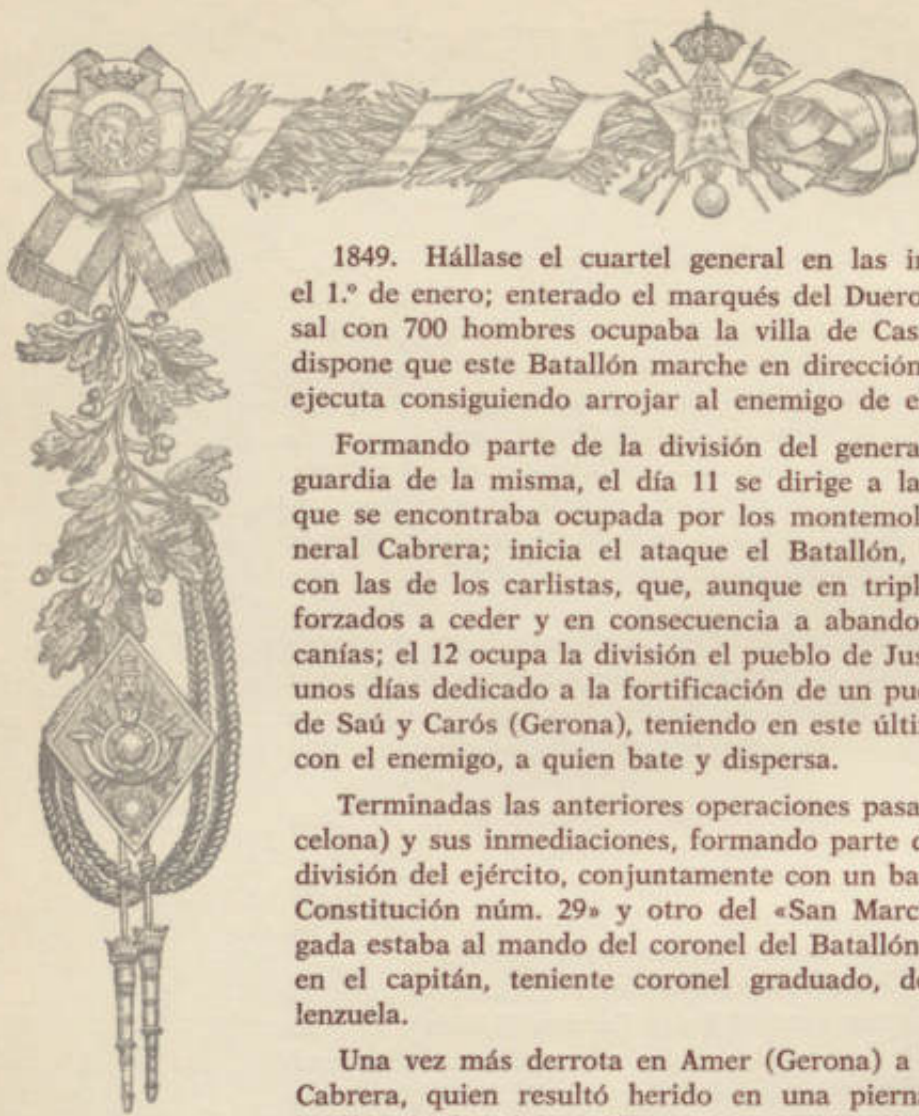 1849. Hállase el cuartel general en las in
el 1.º de enero; enterado el marqués del Duero
sal con 700 hombres ocupaba la villa de Cas
dispone que este Batallón marche en dirección
ejecuta consiguiendo arrojar al enemigo de e
Formando parte de la división del genera
guardia de la misma, el día 11 se dirige a la
que se encontraba ocupada por los montemol
neral Cabrera; inicia el ataque el Batallón,
con las de los carlistas, que, aunque en tripl
forzados a ceder y en consecuencia a abando
canías; el 12 ocupa la división el pueblo de Jus
unos días dedicado a la fortificación de un pu
de Saú y Carós (Gerona), teniendo en este últi
con el enemigo, a quien bate y dispersa.
Terminadas las anteriores operaciones pasa
celona) y sus inmediaciones, formando parte d
división del ejército, conjuntamente con un ba
Constitución núm. 29» y otro del «San Marc
gada estaba al mando del coronel del Batallón
en el capitán, teniente coronel graduado, d
lenzuela.
Una vez más derrota en Amer (Gerona) a
Cabrera, quien resultó herido en una piern